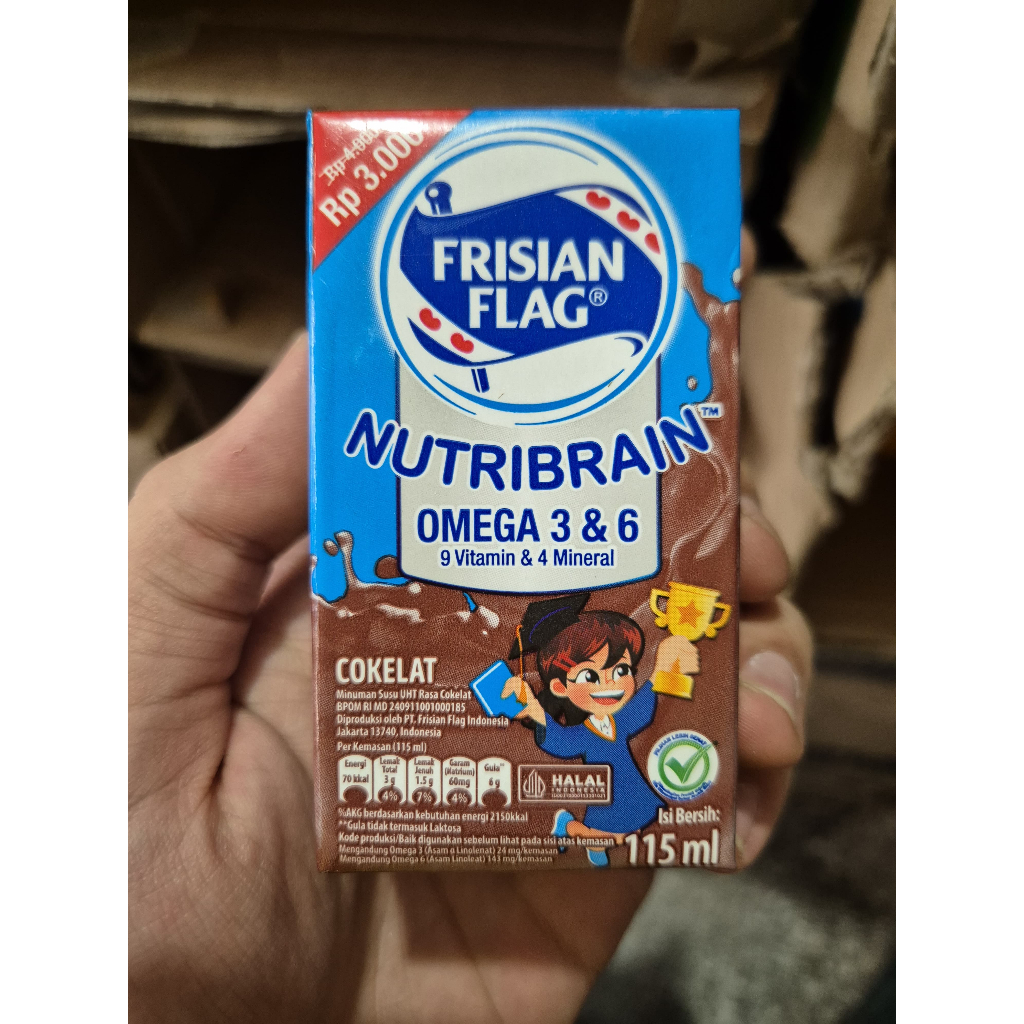 Rp 4.000
Rp 3.000
FRISIAN
FLAG®
NUTRIBRAIN™
OMEGA 3 & 6
9 Vitamin & 4 Mineral
COKELAT
Minuman Susu UHT Rasa Cokelat
BPOM RI MD 240911001000185
Diproduksi oleh PT. Frisian Flag Indonesia
Jakarta 13740, Indonesia
Per Kemasan (115 ml)
Energi
70 kkal
Lemak Total
3 g
4%
Lemak Jenuh
1.5 g
7%
Garam (Natrium)
60mg
4%
Gula**
6 g
HALAL
INDONESIA
PILIHAN LEBIH SEHAT
%AKG berdasarkan kebutuhan energi 2150kkal
**Gula tidak termasuk Laktosa
Kode produksi/Baik digunakan sebelum lihat pada sisi atas kemasan
Mengandung Omega 3 (Asam α Linolenat) 24 mg/kemasan
Mengandung Omega 6 (Asam Linoleat) 143 mg/kemasan
Isi Bersih:
115 ml